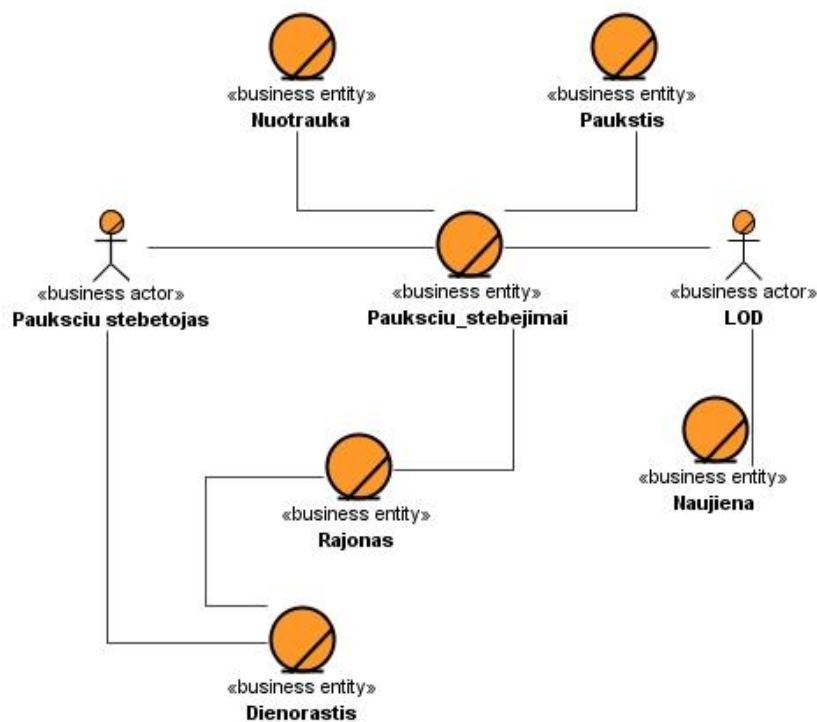 «business entity»
Nuotrauka
«business entity»
Paukstis
«business actor»
Pauksciu stebetojas
«business entity»
Pauksciu_stebejimai
«business actor»
LOD
«business entity»
Rajonas
«business entity»
Naujiena
«business entity»
Dienorastis